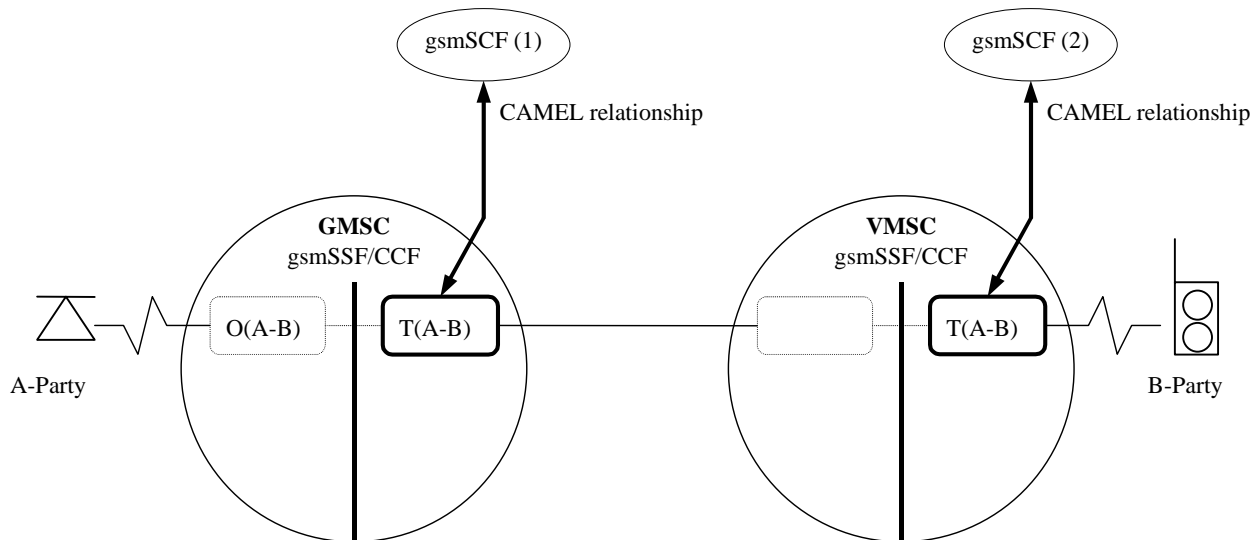 gsmSCF (1)
gsmSCF (2)
CAMEL relationship
CAMEL relationship
GMSC
gsmSSF/CCF
VMSC
gsmSSF/CCF
O(A-B)
T(A-B)
T(A-B)
A-Party
B-Party